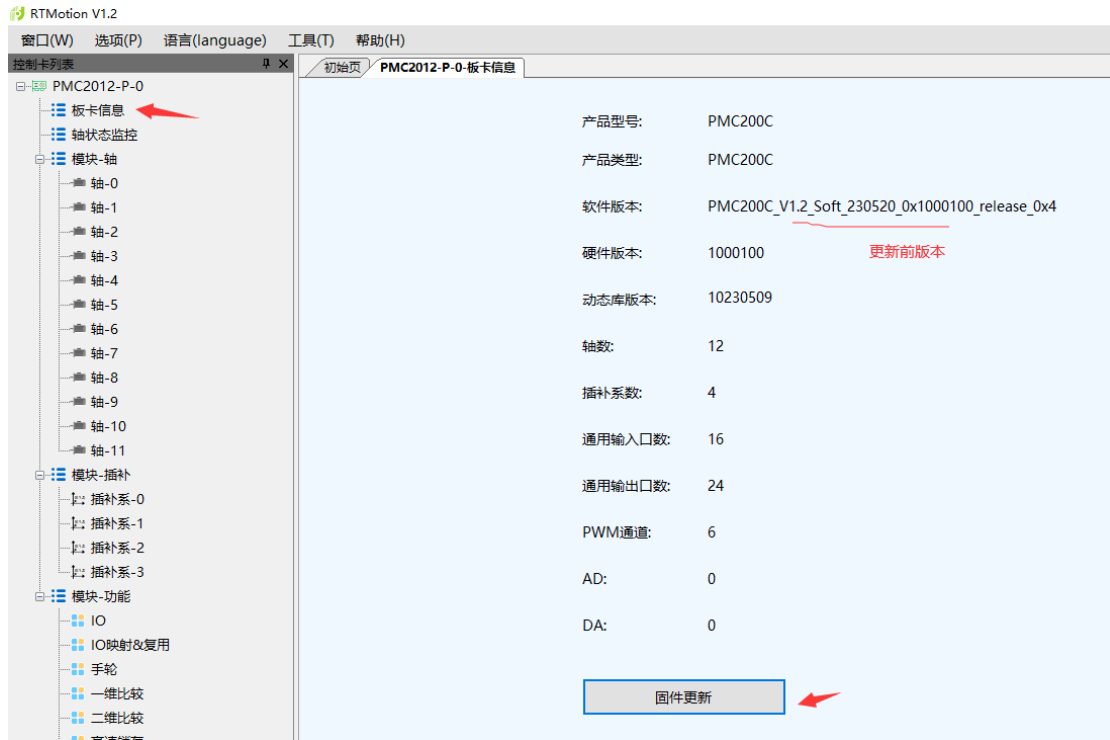 RTMotion V1.2
窗口(W) 选项(P) 语言(language) 工具(T) 帮助(H)
控制卡列表
初始页 PMC2012-P-0-板卡信息
PMC2012-P-0
板卡信息
轴状态监控
模块-轴
轴-0
轴-1
轴-2
轴-3
轴-4
轴-5
轴-6
轴-7
轴-8
轴-9
轴-10
轴-11
模块-插补
插补系-0
插补系-1
插补系-2
插补系-3
模块-功能
IO
IO映射&复用
手轮
一维比较
二维比较
产品型号: PMC200C
产品类型: PMC200C
软件版本: PMC200C_V1.2_Soft_230520_0x1000100_release_0x4
更新前版本
硬件版本: 1000100
动态库版本: 10230509
轴数: 12
插补系数: 4
通用输入口数: 16
通用输出口数: 24
PWM通道: 6
AD: 0
DA: 0
固件更新